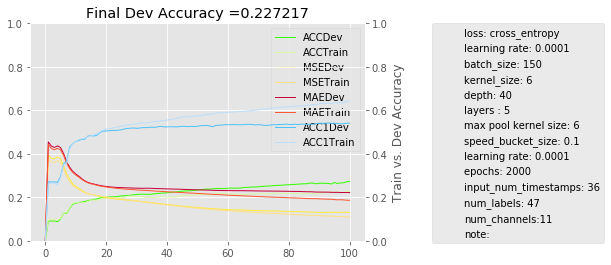 Final Dev Accuracy =0.227217
1.0
0.8
0.6
0.4
0.2
0.0
0
20
40
60
80
100
ACCDev
ACCTrain
MSEDev
MSETrain
MAEDev
MAETrain
ACC1Dev
ACC1Train
1.0
0.8
0.6
0.4
0.2
0.0
Train vs. Dev Accuracy
loss: cross_entropy
learning rate: 0.0001
batch_size: 150
kernel_size: 6
depth: 40
layers : 5
max pool kernel size: 6
speed_bucket_size: 0.1
learning rate: 0.0001
epochs: 2000
input_num_timestamps: 36
num_labels: 47
num_channels:11
note: